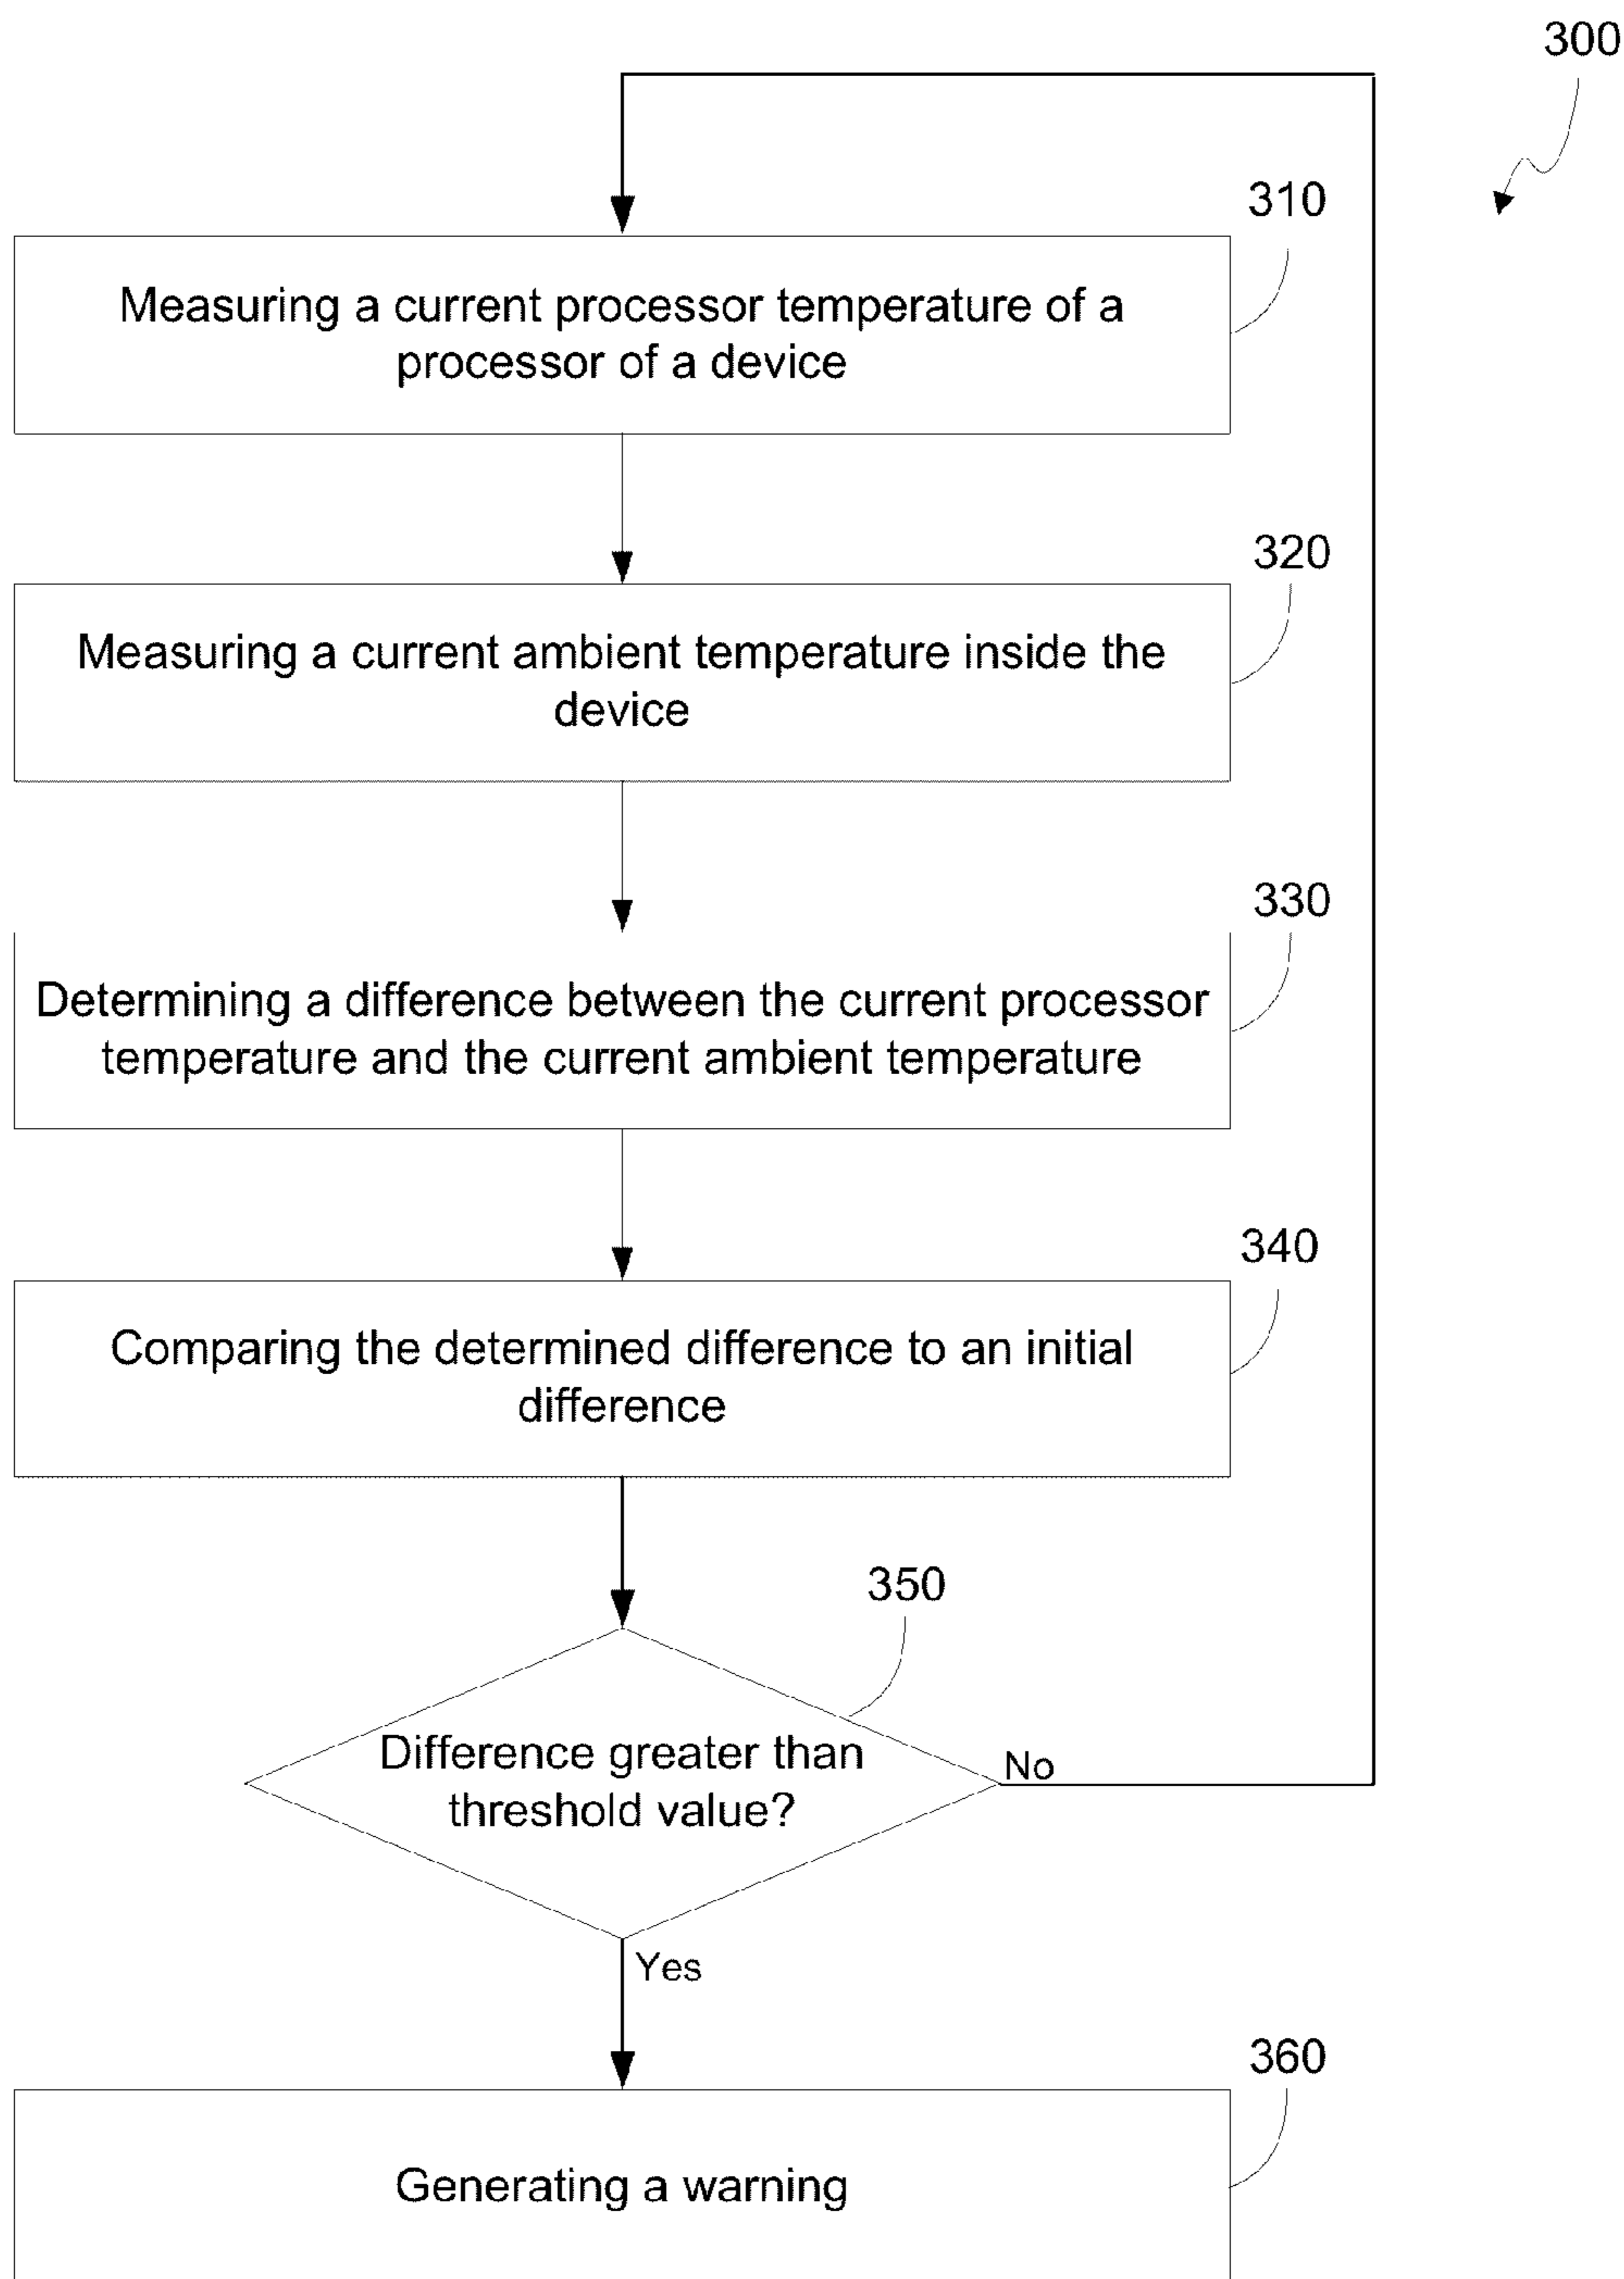 300
310
Measuring a current processor temperature of a
processor of a device
320
Measuring a current ambient temperature inside the
device
330
Determining a difference between the current processor
temperature and the current ambient temperature
340
Comparing the determined difference to an initial
difference
350
Difference greater than
threshold value?
No
Yes
360
Generating a warning